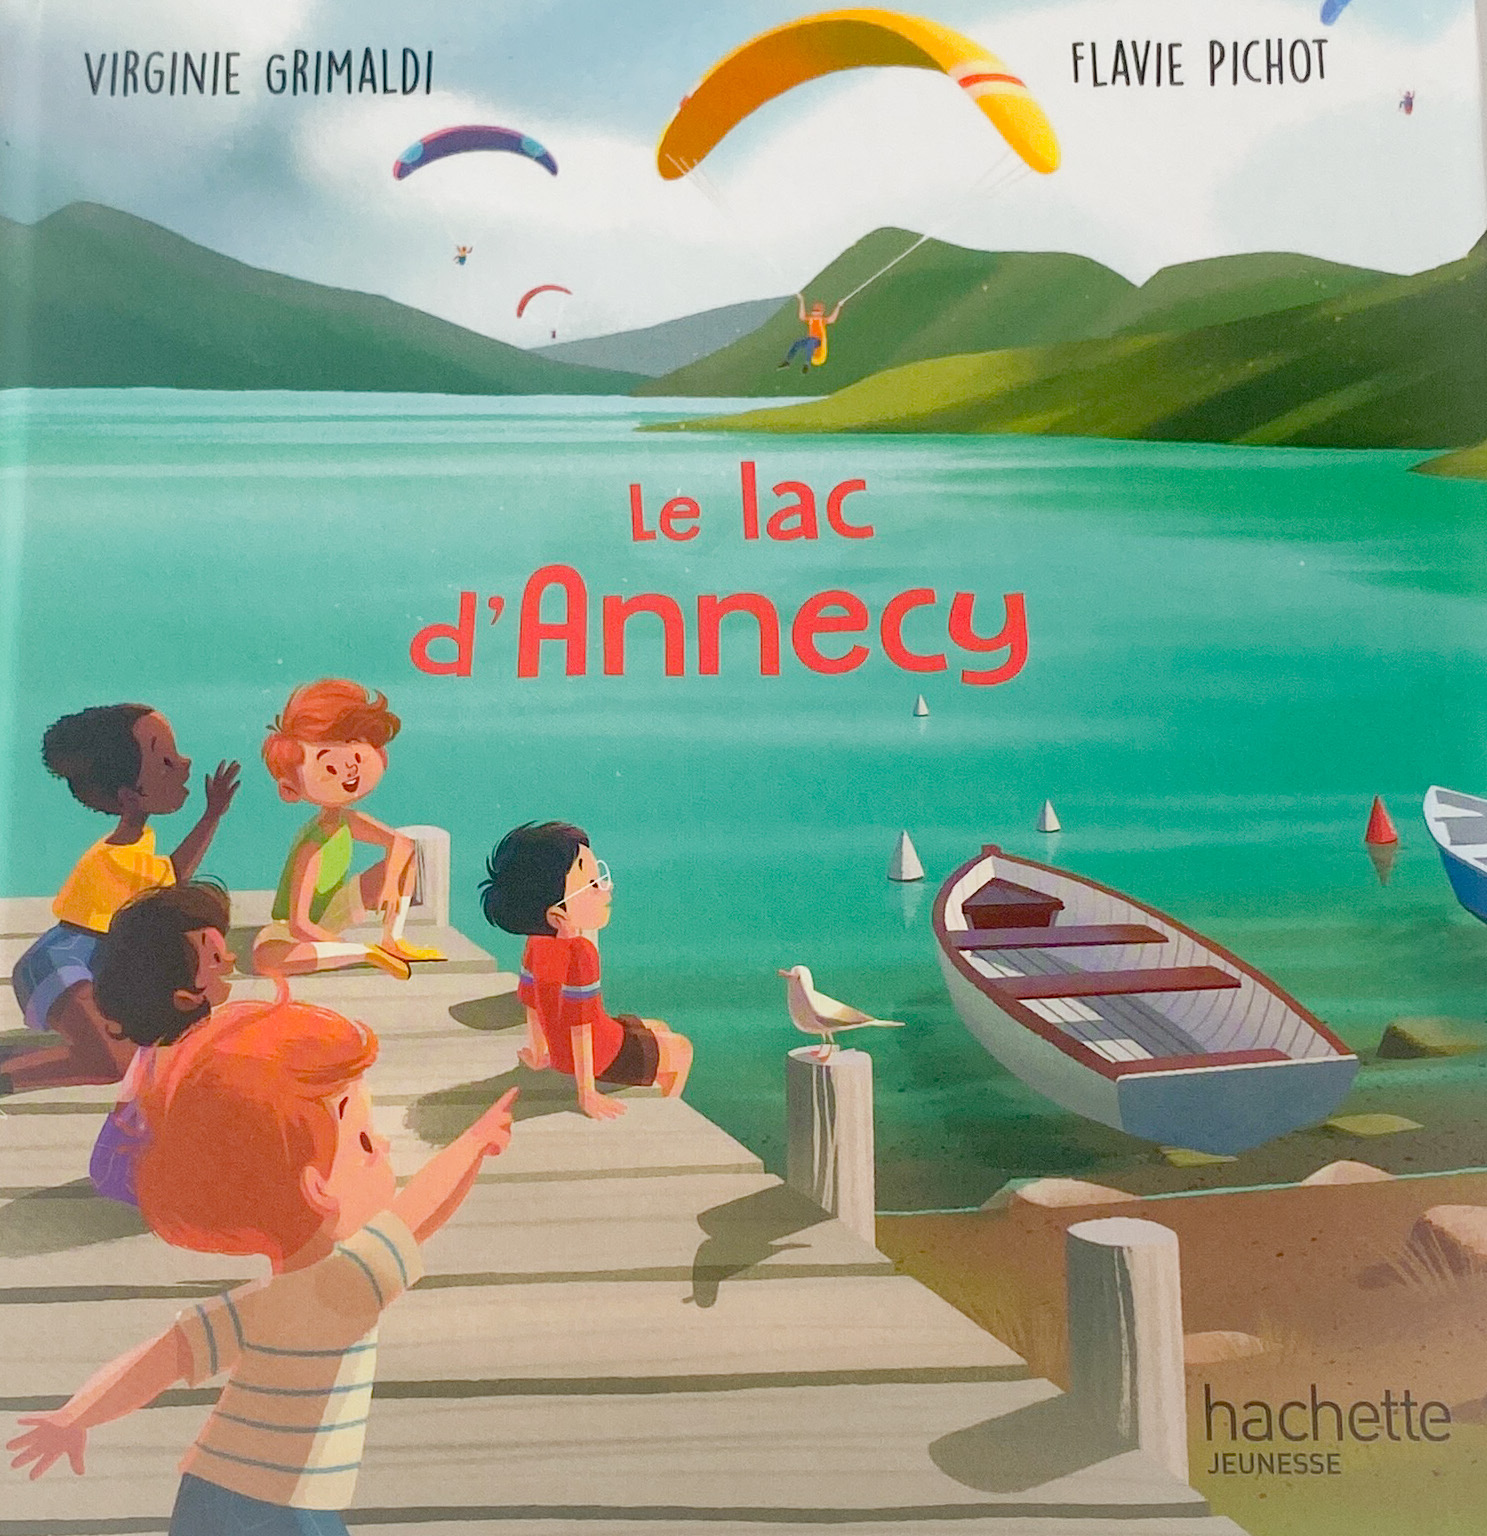 VIRGINIE GRIMALDI
FLAVIE PICHOT
Le lac
d'Annecy
hachette
JEUNESSE